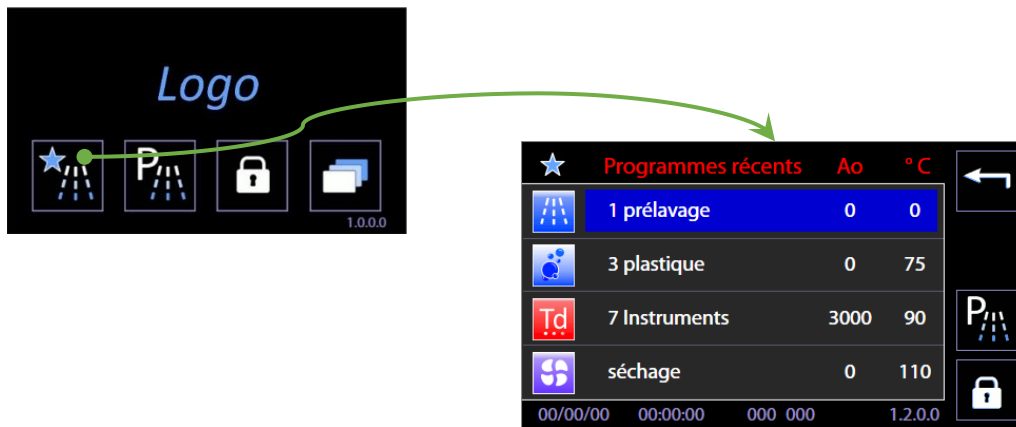 Logo
P
1.0.0.0
Programmes récents Ao ° C
1 prélavage 0 0
3 plastique 0 75
Td 7 Instruments 3000 90
P
séchage 0 110
00/00/00 00:00:00 000 000 1.2.0.0